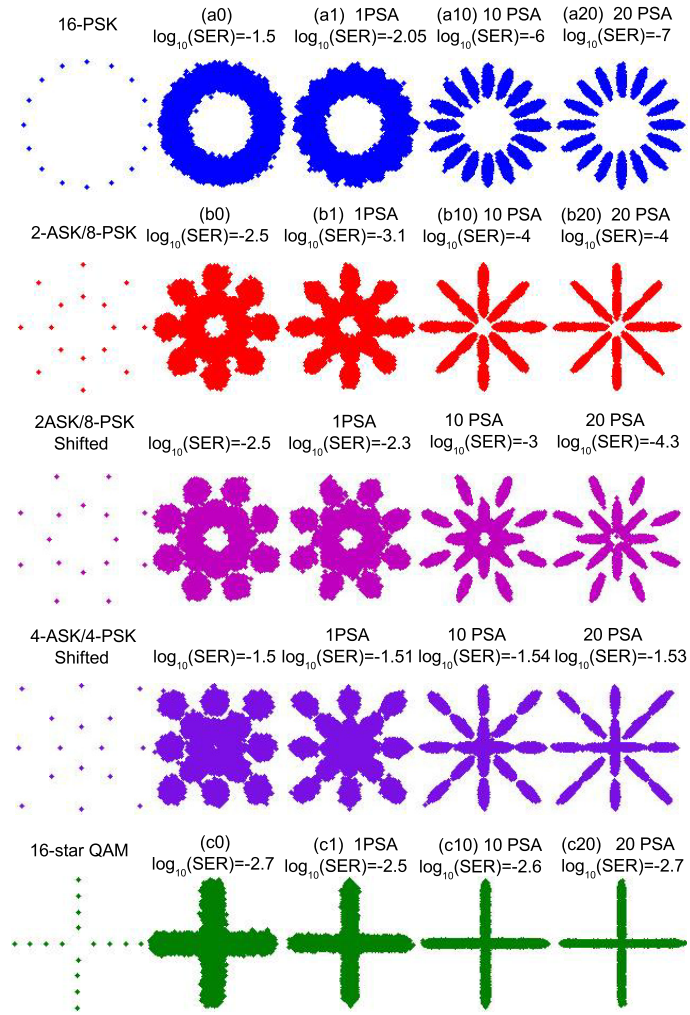 16-PSK
(a0)
log10(SER)=-1.5
(a1) 1PSA
log10(SER)=-2.05
(a10) 10 PSA
log10(SER)=-6
(a20) 20 PSA
log10(SER)=-7
2-ASK/8-PSK
(b0)
log10(SER)=-2.5
(b1) 1PSA
log10(SER)=-3.1
(b10) 10 PSA
log10(SER)=-4
(b20) 20 PSA
log10(SER)=-4
2ASK/8-PSK
Shifted
log10(SER)=-2.5
1PSA
log10(SER)=-2.3
10 PSA
log10(SER)=-3
20 PSA
log10(SER)=-4.3
4-ASK/4-PSK
Shifted
log10(SER)=-1.5
1PSA
log10(SER)=-1.51
10 PSA
log10(SER)=-1.54
20 PSA
log10(SER)=-1.53
16-star QAM
(c0)
log10(SER)=-2.7
(c1) 1PSA
log10(SER)=-2.5
(c10) 10 PSA
log10(SER)=-2.6
(c20) 20 PSA
log10(SER)=-2.7